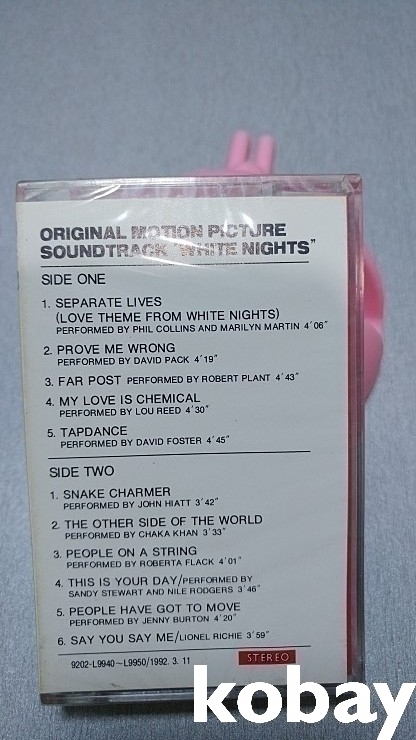 ORIGINAL MOTION PICTURE
SOUNDTRACK "WHITE NIGHTS"
SIDE ONE
1. SEPARATE LIVES
(LOVE THEME FROM WHITE NIGHTS)
PERFORMED BY PHIL COLLINS AND MARILYN MARTIN 4′06″
2. PROVE ME WRONG
PERFORMED BY DAVID PACK 4′19″
3. FAR POST PERFORMED BY ROBERT PLANT 4′43″
4. MY LOVE IS CHEMICAL
PERFORMED BY LOU REED 4′30″
5. TAPDANCE
PERFORMED BY DAVID FOSTER 4′45″
SIDE TWO
1. SNAKE CHARMER
PERFORMED BY JOHN HIATT 3′42″
2. THE OTHER SIDE OF THE WORLD
PERFORMED BY CHAKA KHAN 3′33″
3. PEOPLE ON A STRING
PERFORMED BY ROBERTA FLACK 4′01″
4. THIS IS YOUR DAY/PERFORMED BY
SANDY STEWART AND NILE RODGERS 3′46″
5. PEOPLE HAVE GOT TO MOVE
PERFORMED BY JENNY BURTON 4′20″
6. SAY YOU SAY ME/LIONEL RICHIE 3′59″
9202-L9940~L9950/1992. 3. 11
STEREO
kobay